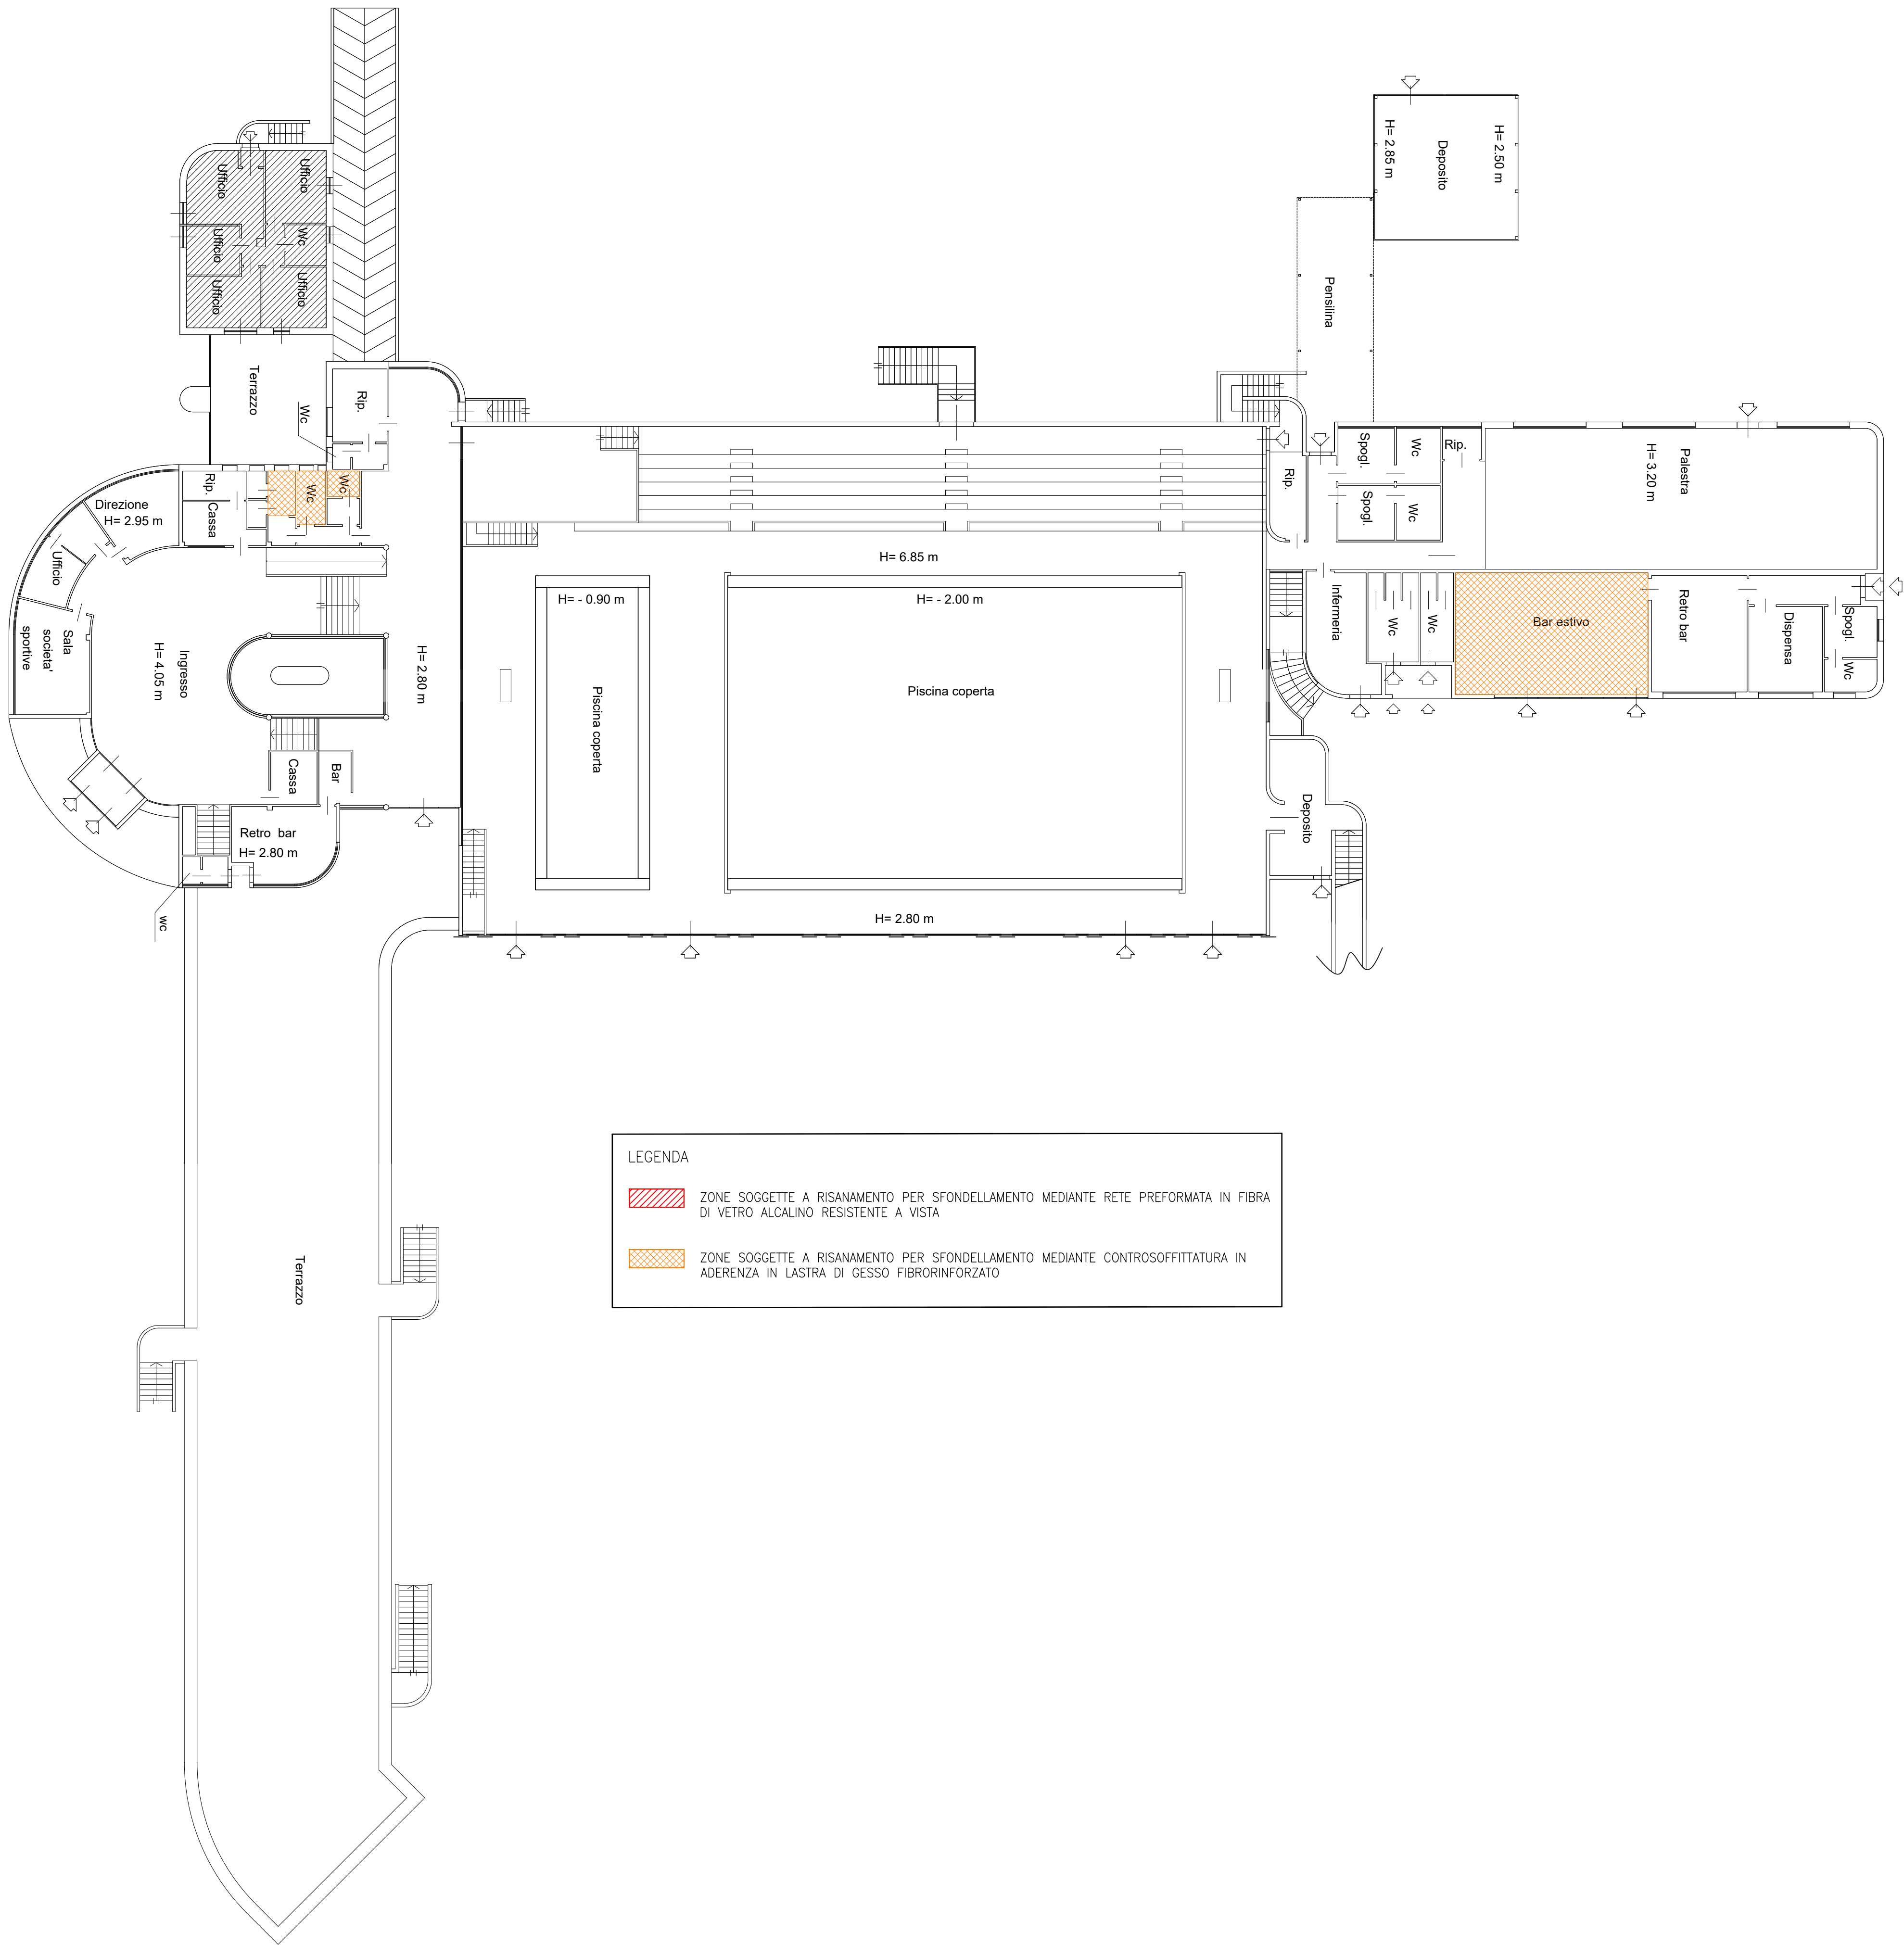 H= 2.85 m
Deposito
H= 2.50 m
Ufficio
Ufficio
Ufficio
Wc
Ufficio
Ufficio
Pensilina
Terrazzo
Wc
Rip.
Rip.
Spogl.
Wc
Rip.
Spogl.
Wc
H= 3.20 m
Palestra
Direzione
H= 2.95 m
Rip.
Cassa
Wc
Wc
Ufficio
Sala
societa'
sportive
Ingresso
H= 4.05 m
H= 2.80 m
H= 6.85 m
H= - 0.90 m
H= - 2.00 m
Piscina coperta
Piscina coperta
Infermeria
Wc
Wc
Bar estivo
Retro bar
Dispensa
Spogl.
Wc
Cassa
Bar
Retro bar
H= 2.80 m
wc
Deposito
H= 2.80 m
Terrazzo
LEGENDA
ZONE SOGGETTE A RISANAMENTO PER SFONDELLAMENTO MEDIANTE RETE PREFORMATA IN FIBRA
DI VETRO ALCALINO RESISTENTE A VISTA
ZONE SOGGETTE A RISANAMENTO PER SFONDELLAMENTO MEDIANTE CONTROSOFFITTATURA IN
ADERENZA IN LASTRA DI GESSO FIBRORINFORZATO